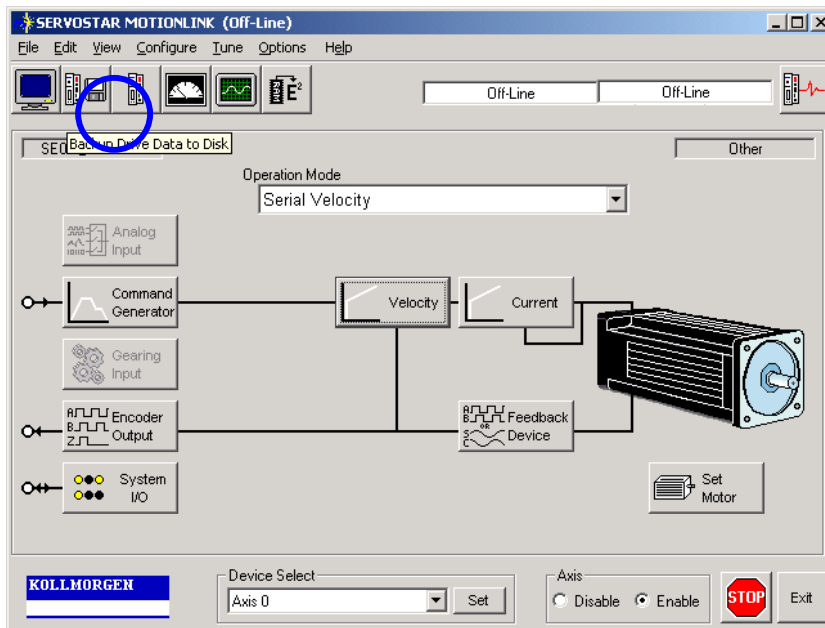 SERVOSTAR MOTIONLINK (Off-Line)
File Edit View Configure Tune Options Help
E²
Off-Line Off-Line
Backup Drive Data to Disk
Other
Operation Mode
Serial Velocity
Analog
Input
Command
Generator
Velocity
Current
Gearing
Input
A
B
Z
Encoder
Output
A
B
OR
S
C
Feedback
Device
System
I/O
Set
Motor
KOLLMORGEN
Device Select
Axis 0
Set
Axis
Disable
Enable
STOP
Exit